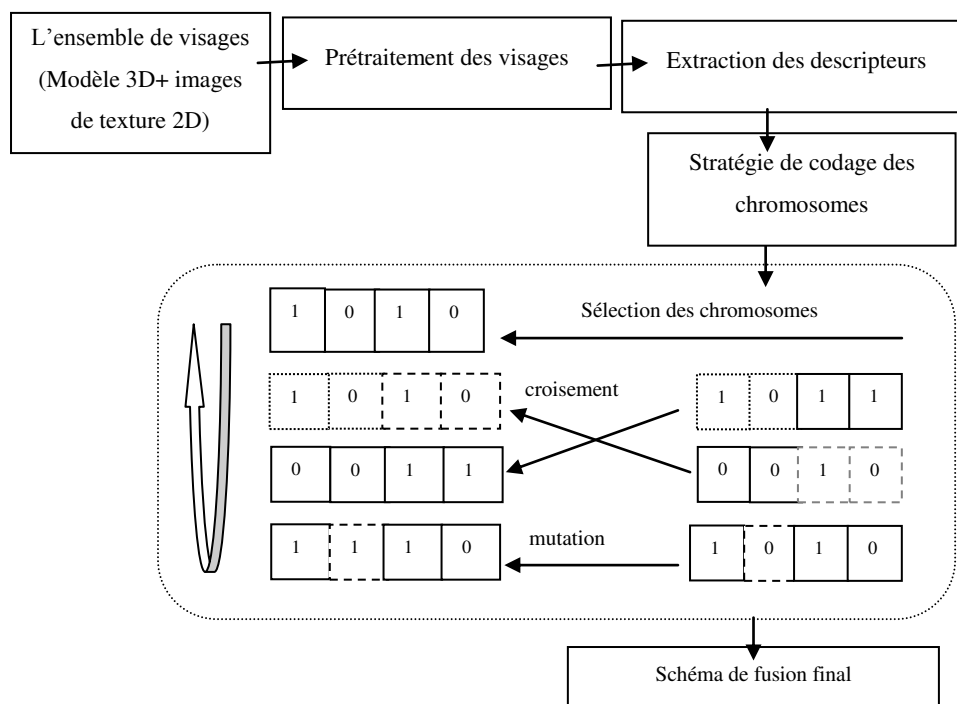 L'ensemble de visages
(Modèle 3D+ images
de texture 2D)
Prétraitement des visages
Extraction des descripteurs
Stratégie de codage des
chromosomes
1 0 1 0
Sélection des chromosomes
1 0 1 0
croisement
1 0 1 1
0 0 1 1
0 0 1 0
1 1 1 0
mutation
1 0 1 0
Schéma de fusion final